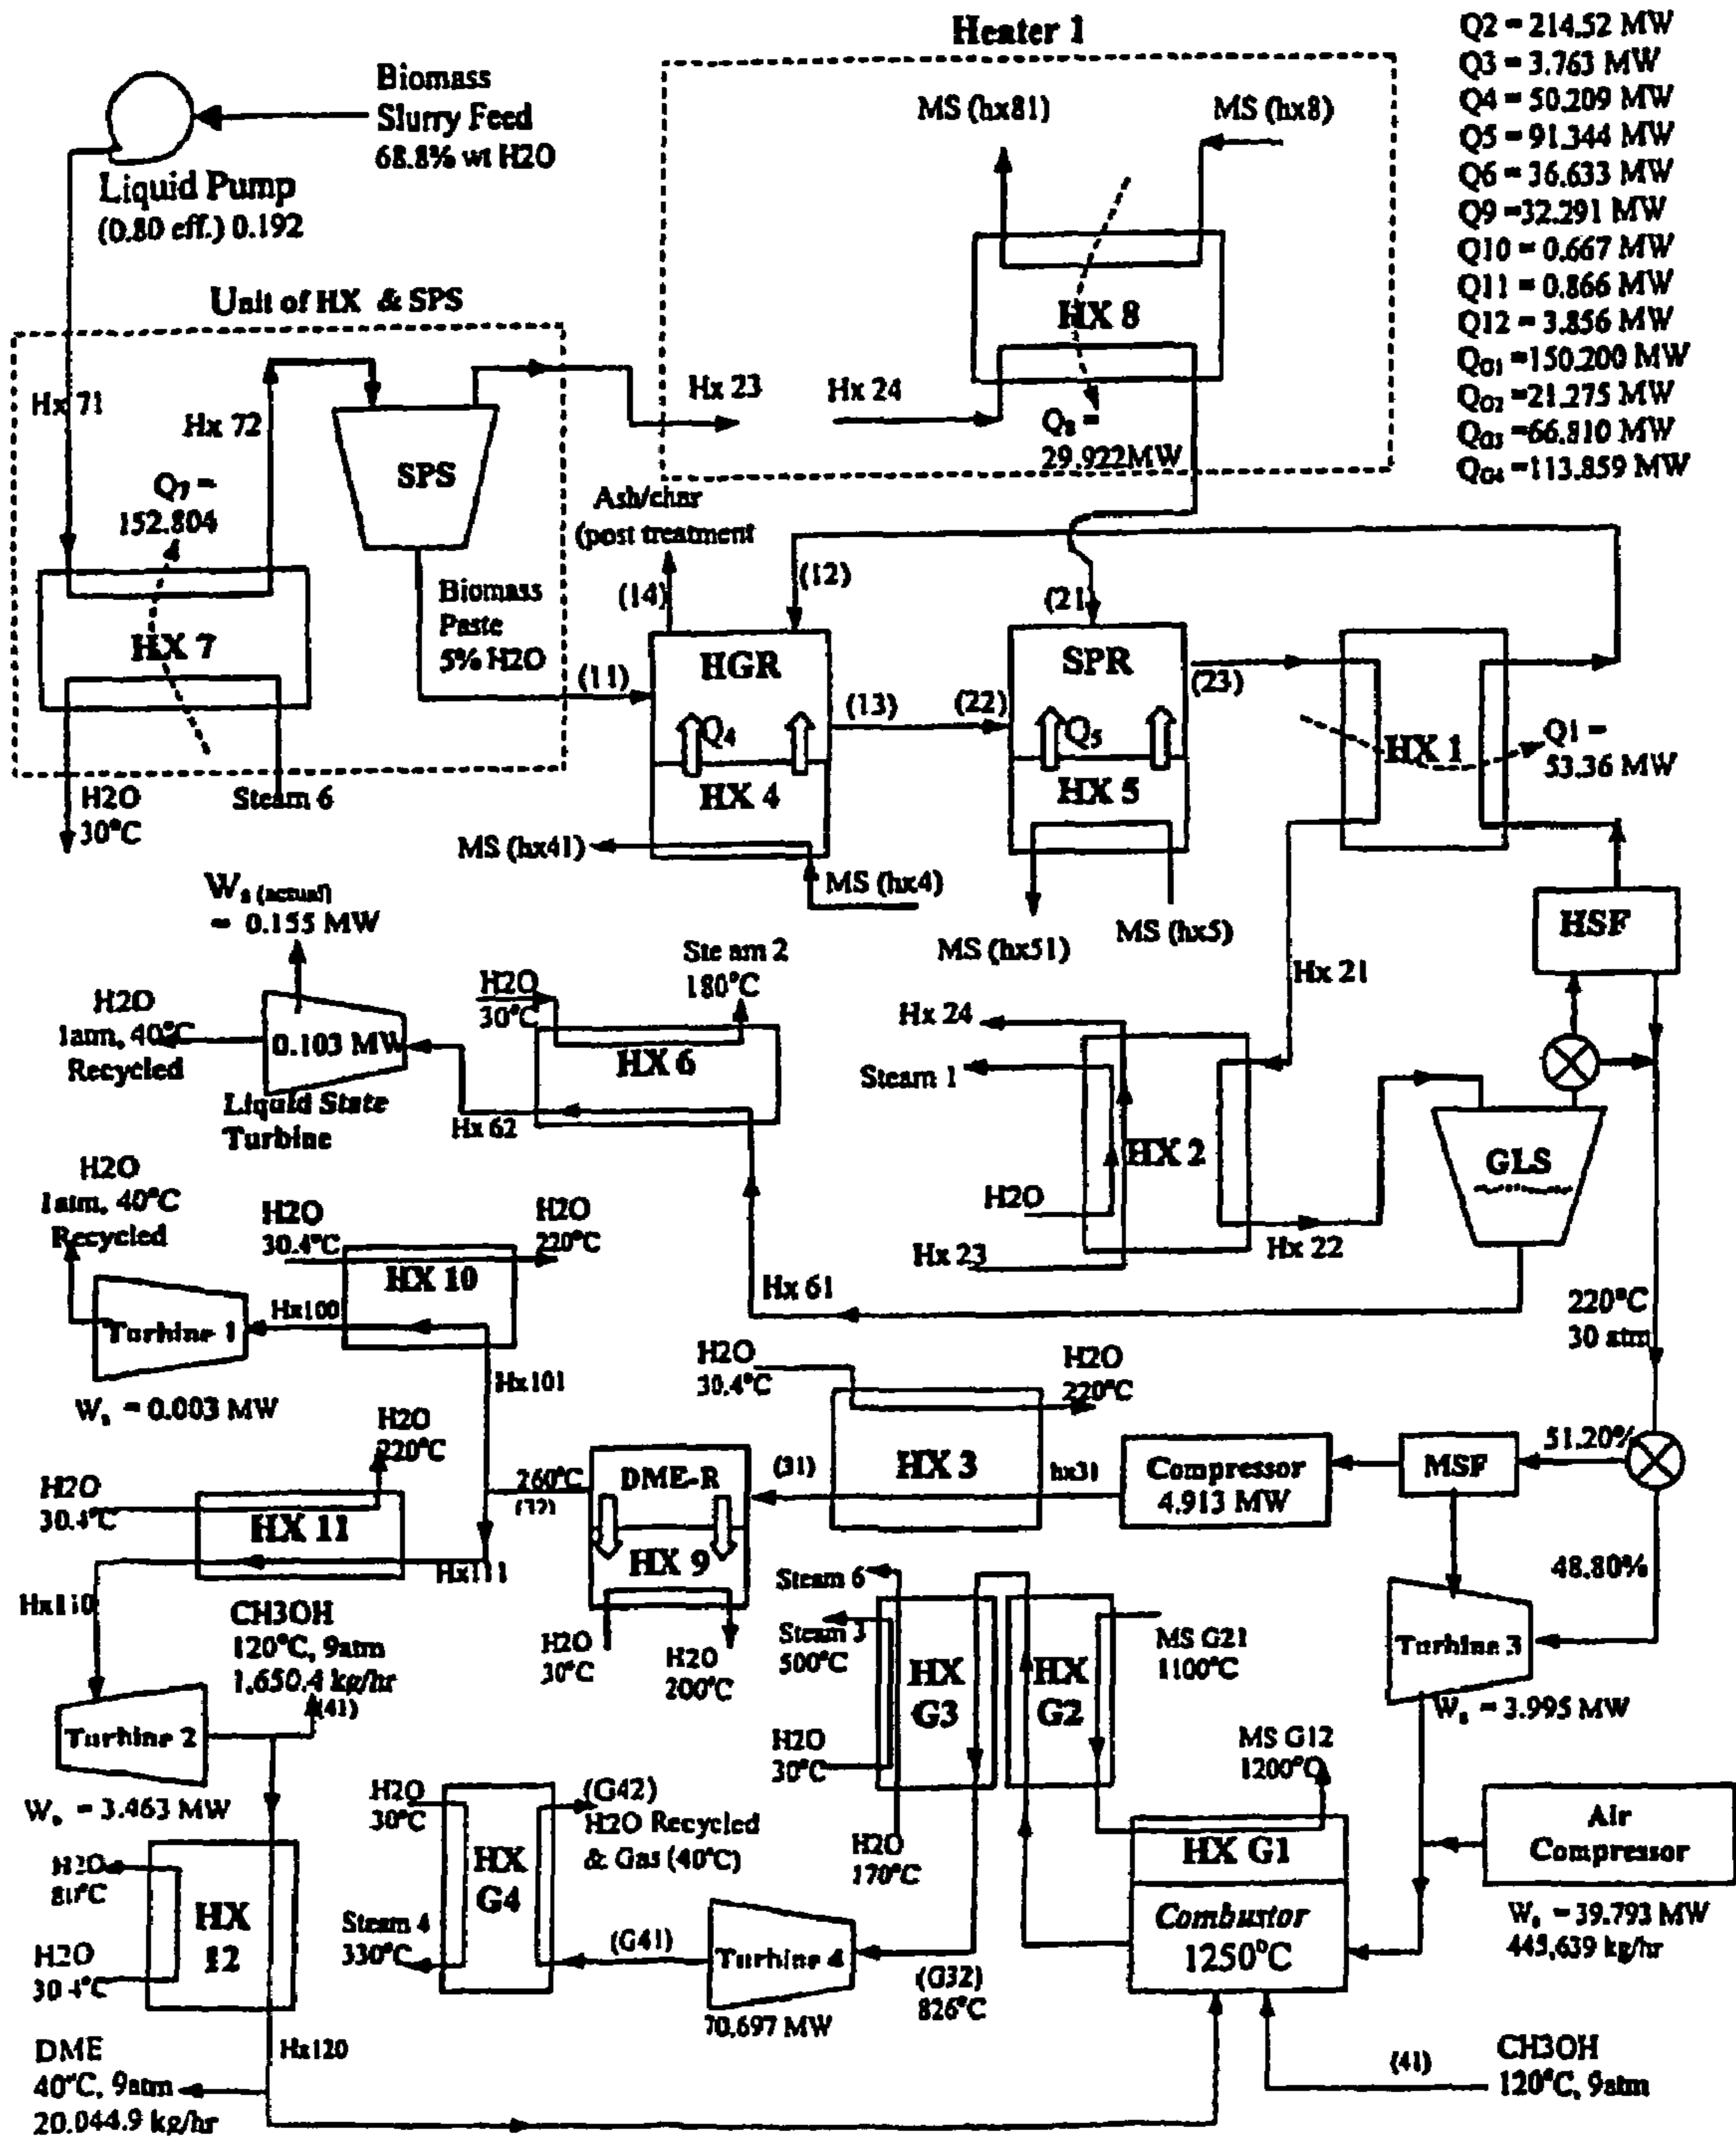 Heater 1
Q2 = 214.52 MW
Q3 = 3.763 MW
Q4 = 50.209 MW
Q5 = 91.344 MW
Q6 = 36.633 MW
Q9 =32.291 MW
Q10 = 0.667 MW
Q11 = 0.866 MW
Q12 = 3.856 MW
QG1 =150.200 MW
QG2 =21.275 MW
QG3 =66.810 MW
QG4 =113.859 MW
Biomass
Slurry Feed
68.8% wt H2O
Liquid Pump
(0.80 eff.) 0.192
MS (hx81)
MS (hx8)
HX 8
Q8 =
29.922MW
Unit of HX & SPS
Hx 71
Hx 72
SPS
Hx 23
Hx 24
Q7 =
152.804
HX 7
Biomass
Paste
5% H2O
H2O
30°C
Steam 6
Ash/char
(post treatment
(14)
(12)
(21)
(11)
HGR
Q4
HX 4
(13)
(22)
SPR
Q5
HX 5
(23)
HX 1
Q1 =
53.36 MW
MS (hx41)
MS (hx4)
MS (hx51)
MS (hx5)
HSF
Hx 21
Ws (actual)
= 0.155 MW
H2O
1atm, 40°C
Recycled
0.103 MW
Liquid State
Turbine
H2O
30°C
Steam 2
180°C
HX 6
Hx 62
Hx 24
Steam 1
HX 2
H2O
Hx 23
Hx 22
GLS
Hx 61
H2O
1atm, 40°C
Recycled
H2O
30.4°C
H2O
220°C
HX 10
Hx100
Turbine 1
Ws = 0.003 MW
Hx101
220°C
30 atm
H2O
30.4°C
H2O
220°C
HX 3
H2O
220°C
H2O
30.4°C
HX 11
Hx111
Hx110
260°C
(32)
DME-R
HX 9
(31)
hx31
Compressor
4.913 MW
MSF
51.20%
48.80%
H2O
30°C
H2O
200°C
CH3OH
120°C, 9atm
1,650.4 kg/hr
(41)
Turbine 2
Ws = 3.463 MW
Steam 6
Steam 3
500°C
HX
G3
HX
G2
MS G21
1100°C
Turbine 3
Ws = 3.995 MW
H2O
30°C
H2O
170°C
MS G12
1200°C
HX G1
Combustor
1250°C
Air
Compressor
Ws = 39.793 MW
445,639 kg/hr
H2O
30°C
(G42)
H2O Recycled
& Gas (40°C)
HX
G4
Steam 4
330°C
(G41)
Turbine 4
70.697 MW
(G32)
826°C
H2O
80°C
HX
12
H2O
30.4°C
Hx120
DME
40°C, 9atm
20.044.9 kg/hr
(41)
CH3OH
120°C, 9atm